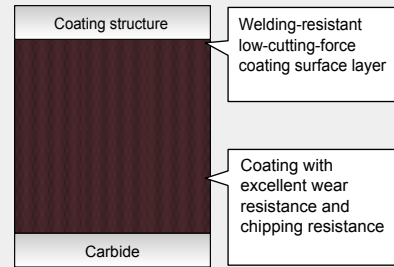 Coating structure
Welding-resistant
low-cutting-force
coating surface layer
Coating with
excellent wear
resistance and
chipping resistance
Carbide